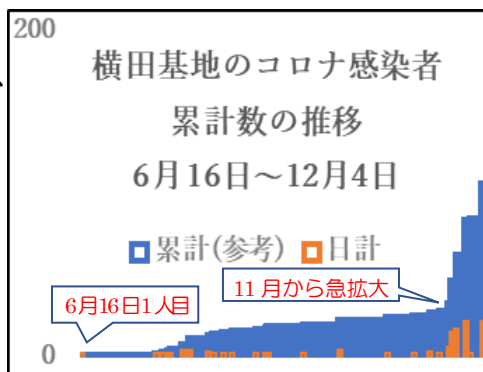 200
横田基地のコロナ感染者
累計数の推移
6月16日～12月4日
累計(参考) 日計
11月から急拡大
6月16日1人目
0